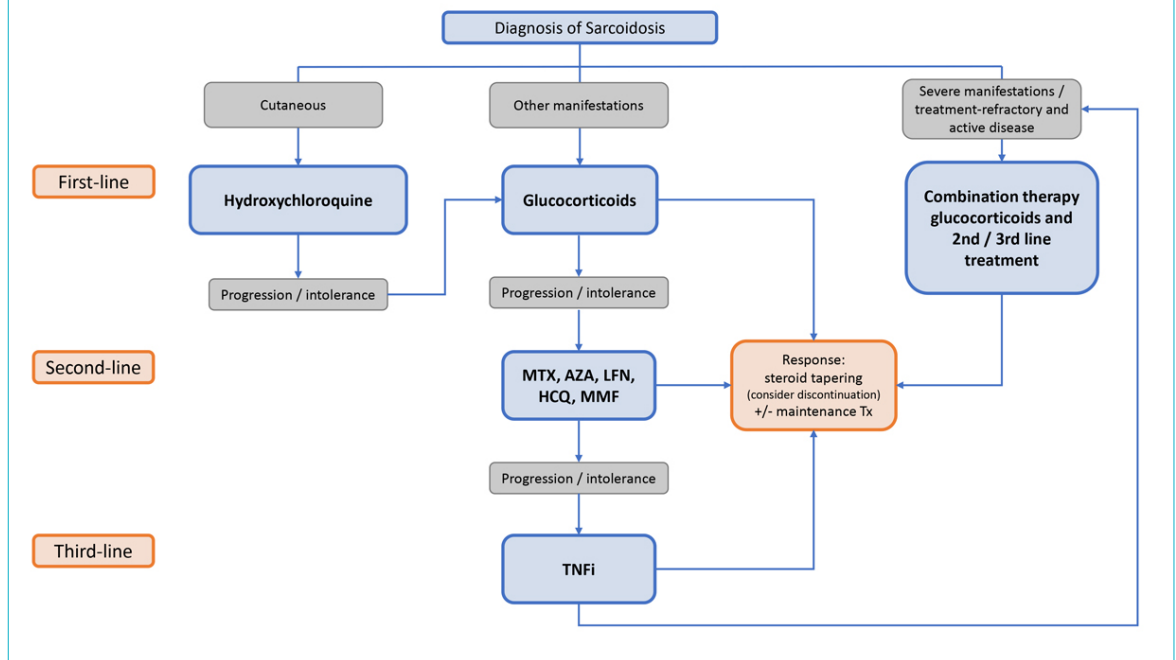 Diagnosis of Sarcoidosis
Cutaneous
Other manifestations
Severe manifestations /
treatment-refractory and
active disease
First-line
Hydroxychloroquine
Glucocorticoids
Combination therapy
glucocorticoids and
2nd / 3rd line
treatment
Progression / intolerance
Progression / intolerance
Second-line
MTX, AZA, LFN,
HCQ, MMF
Response:
steroid tapering
(consider discontinuation)
+/- maintenance Tx
Progression / intolerance
Third-line
TNFi